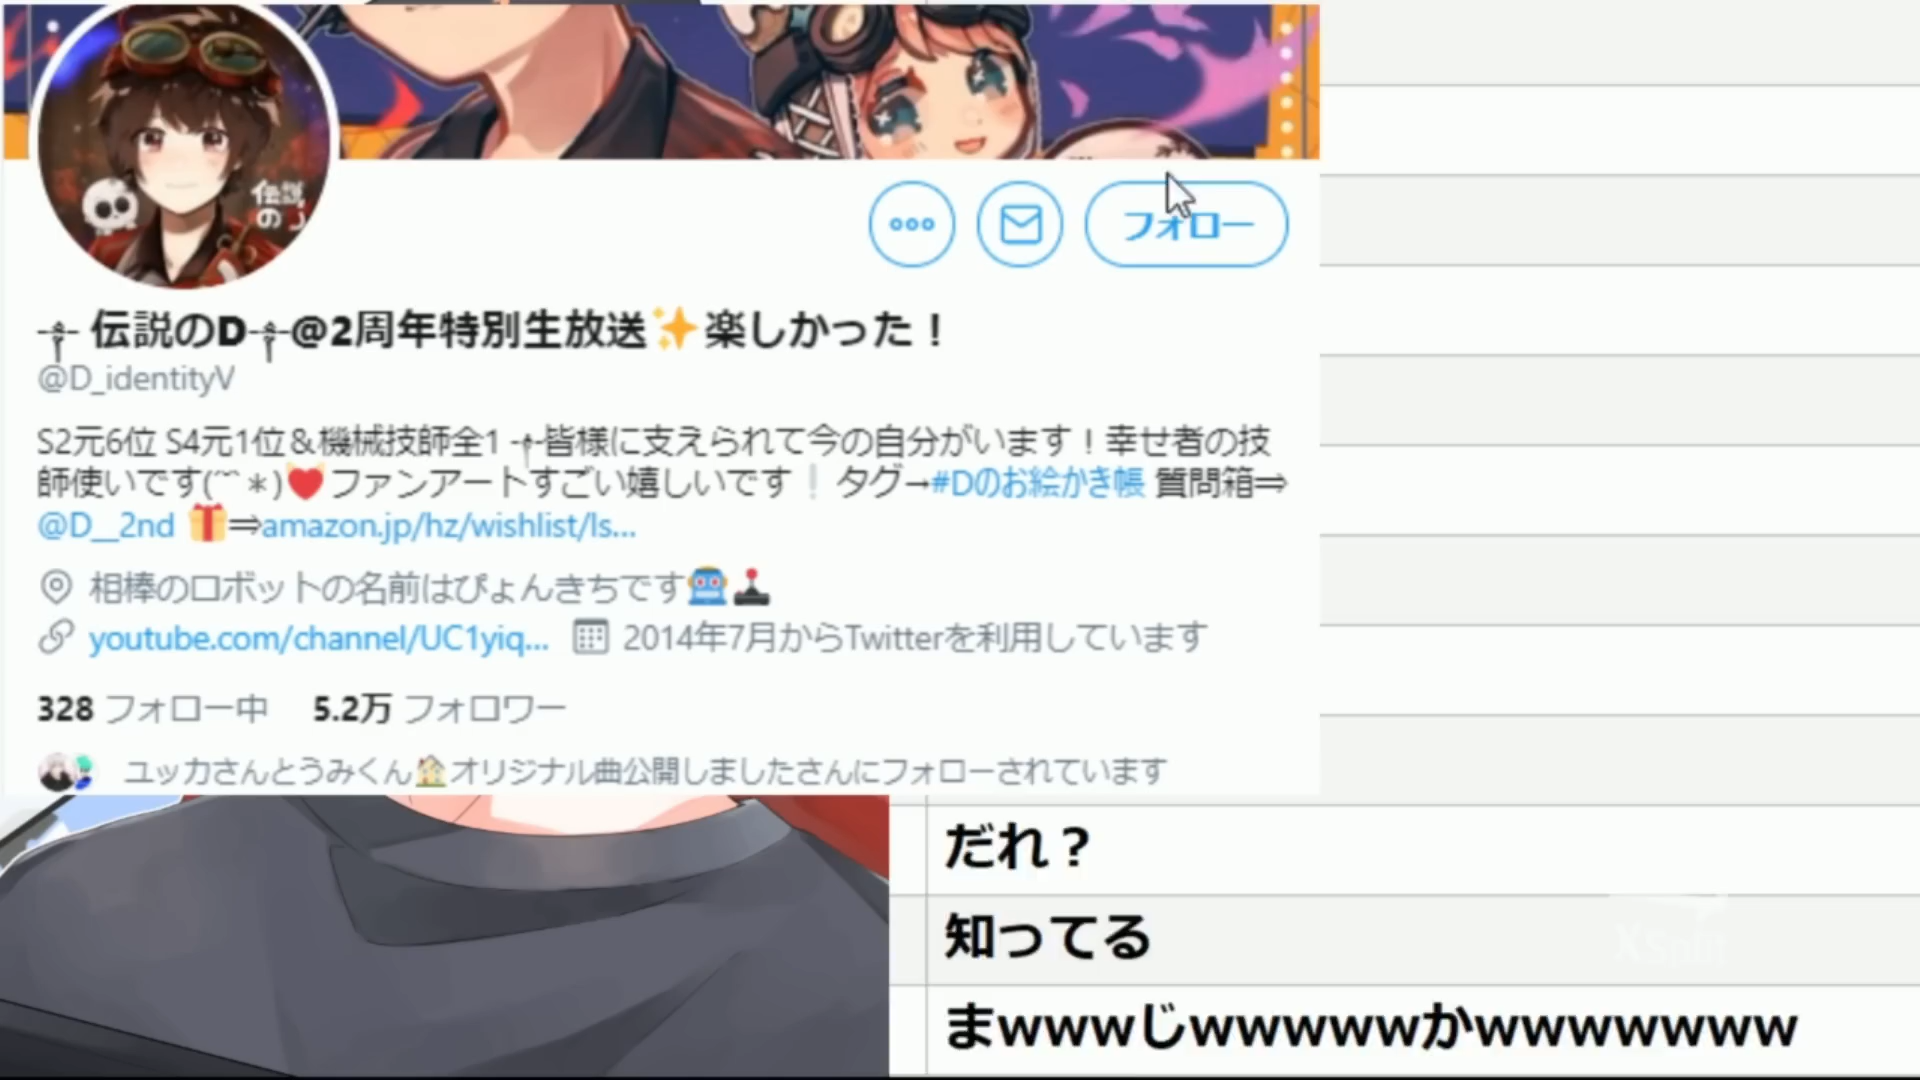 伝説の
フォロー
-༒- 伝説のD-༒-@2周年特別生放送✨楽しかった！
@D_identityV
S2元6位 S4元1位＆機械技師全1 -༒-皆様に支えられて今の自分がいます！幸せ者の技
師使いです(˶ˆ꒳ˆ˵＊)❤️ファンアートすごい嬉しいです❕ タグ→#Dのお絵かき帳 質問箱⇒
@D__2nd 🎁⇒amazon.jp/hz/wishlist/ls...
相棒のロボットの名前はぴょんきちです🤖🕹️
youtube.com/channel/UC1yiq... 2014年7月からTwitterを利用しています
328 フォロー中 5.2万 フォロワー
ユッカさんとうみくん🏠オリジナル曲公開しましたさんにフォローされています
だれ？
知ってる
XSplit
まwwwじwwwwwかwwwwwww